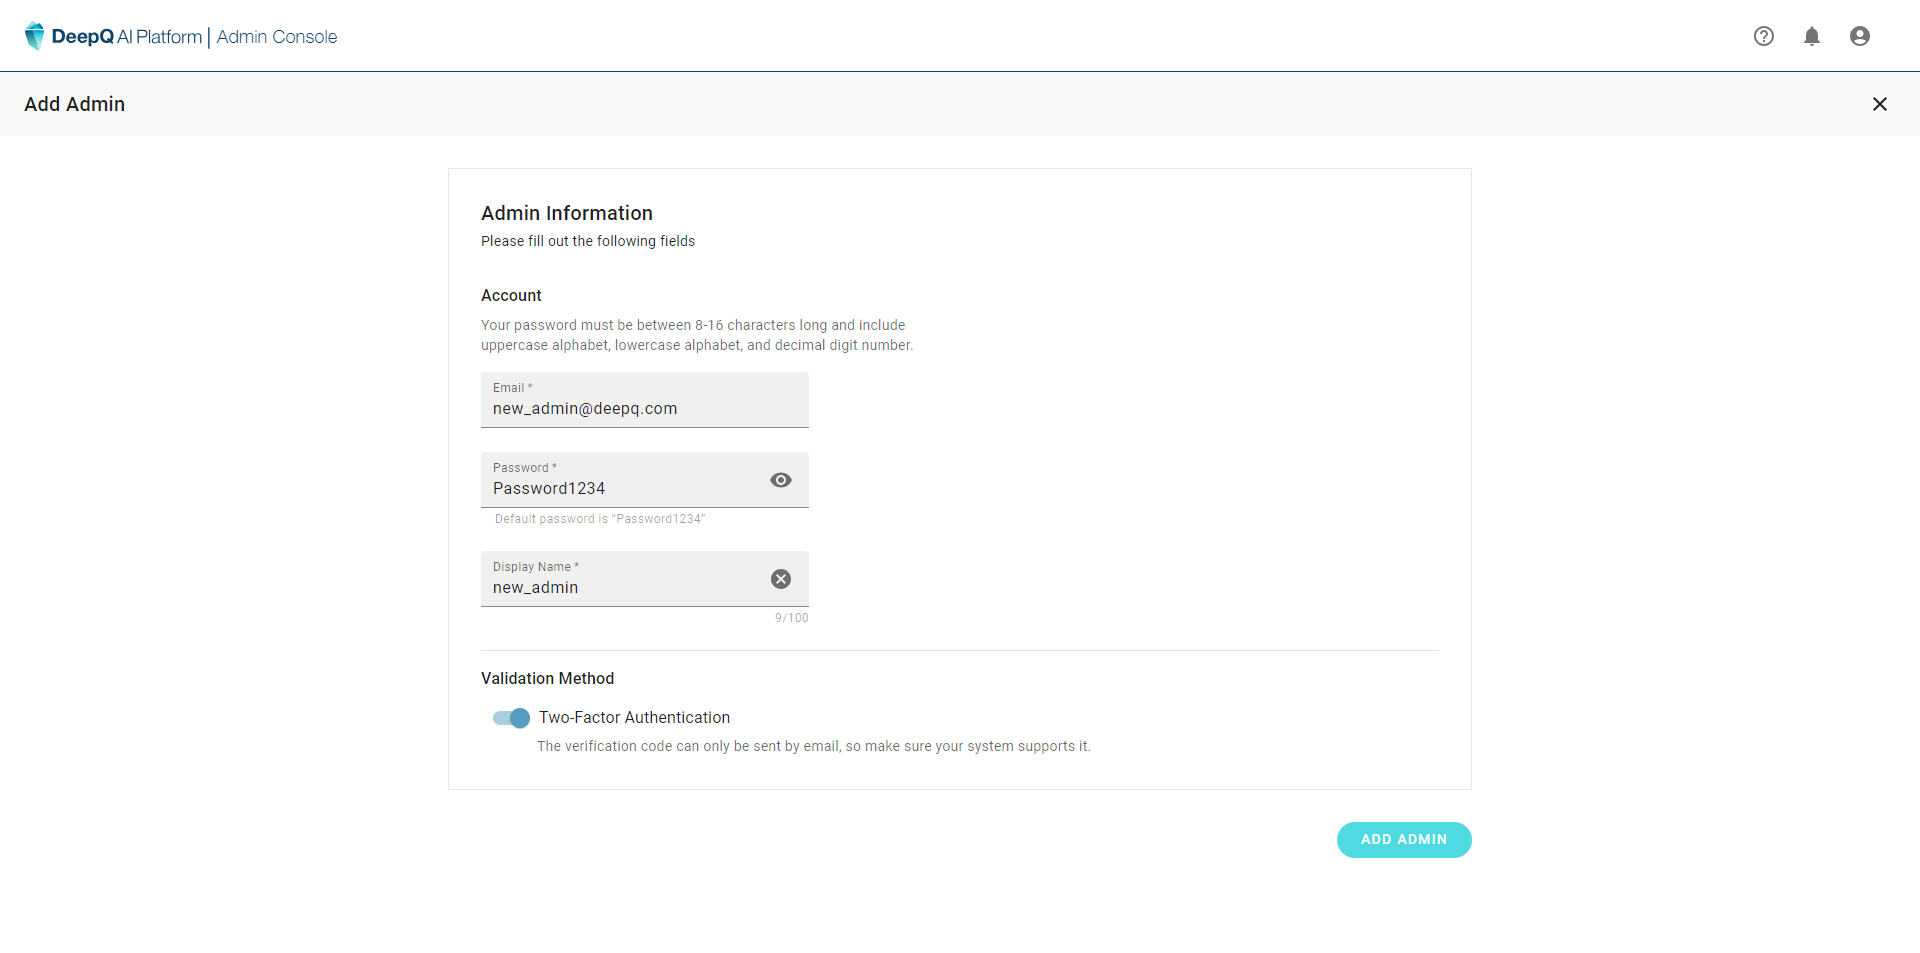 DeepQ AI Platform | Admin Console
Add Admin
Admin Information
Please fill out the following fields
Account
Your password must be between 8-16 characters long and include
uppercase alphabet, lowercase alphabet, and decimal digit number.
Email *
new_admin@deepq.com
Password *
Password1234
Default password is “Password1234”
Display Name *
new_admin
9/100
Validation Method
Two-Factor Authentication
The verification code can only be sent by email, so make sure your system supports it.
ADD ADMIN